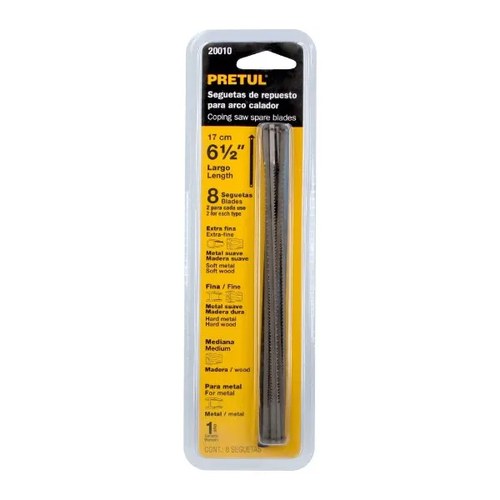 20010
PRETUL®
Seguetas de repuesto
para arco calador
Coping saw spare blades
17 cm
6½"
Largo
Length
8 Seguetas
Blades
2 para cada uso
2 for each type
Extra fina
Extra-fine
Metal suave
Madera suave
Soft metal
Soft wood
Fina / Fine
Metal suave
Madera dura
Hard metal
Hard wood
Mediana
Medium
Madera / wood
Para metal
For metal
Metal / metal
1
CONT.: 8 SEGUETAS